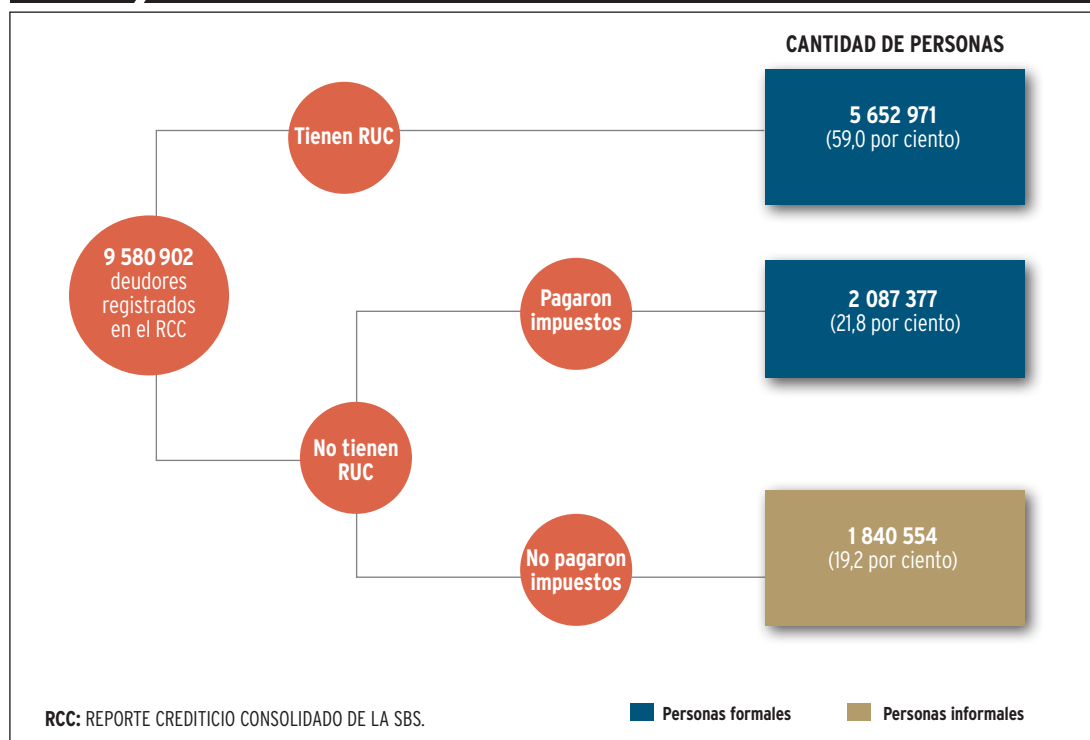 CANTIDAD DE PERSONAS
Tienen RUC
5 652 971
(59,0 por ciento)
9 580 902
deudores
registrados
en el RCC
Pagaron
impuestos
2 087 377
(21,8 por ciento)
No tienen
RUC
No pagaron
impuestos
1 840 554
(19,2 por ciento)
RCC: REPORTE CREDITICIO CONSOLIDADO DE LA SBS.
Personas formales
Personas informales